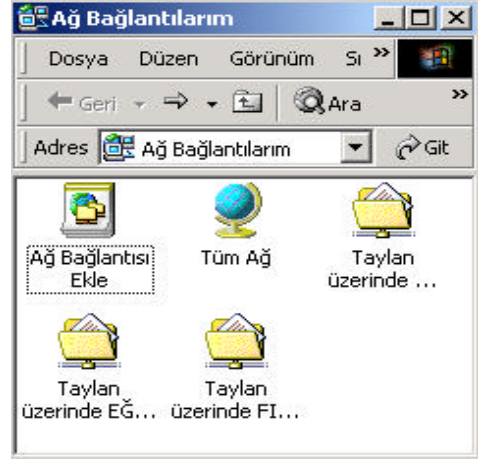 Ağ Bağlantılarım
Dosya Düzen Görünüm Sı »
Geri Ara »
Adres Ağ Bağlantılarım Git
Ağ Bağlantısı
Ekle
Tüm Ağ
Taylan
üzerinde ...
Taylan
üzerinde EĞ...
Taylan
üzerinde FI...